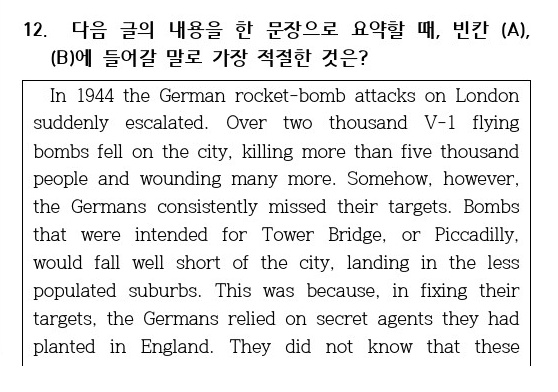 12. 다음 글의 내용을 한 문장으로 요약할 때, 빈칸 (A),
(B)에 들어갈 말로 가장 적절한 것은?
In 1944 the German rocket-bomb attacks on London
suddenly escalated. Over two thousand V-1 flying
bombs fell on the city, killing more than five thousand
people and wounding many more. Somehow, however,
the Germans consistently missed their targets. Bombs
that were intended for Tower Bridge, or Piccadilly,
would fall well short of the city, landing in the less
populated suburbs. This was because, in fixing their
targets, the Germans relied on secret agents they had
planted in England. They did not know that these